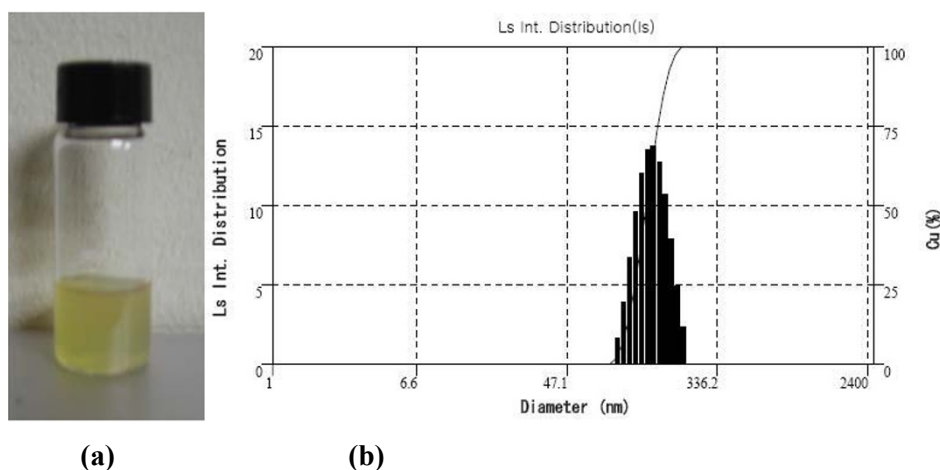 Ls Int. Distribution(Is)
20
15
10
5
0
Ls Int. Distribution
100
75
50
25
0
Cu(%)
1
6.6
47.1
336.2
2400
Diameter (nm)
(a)
(b)